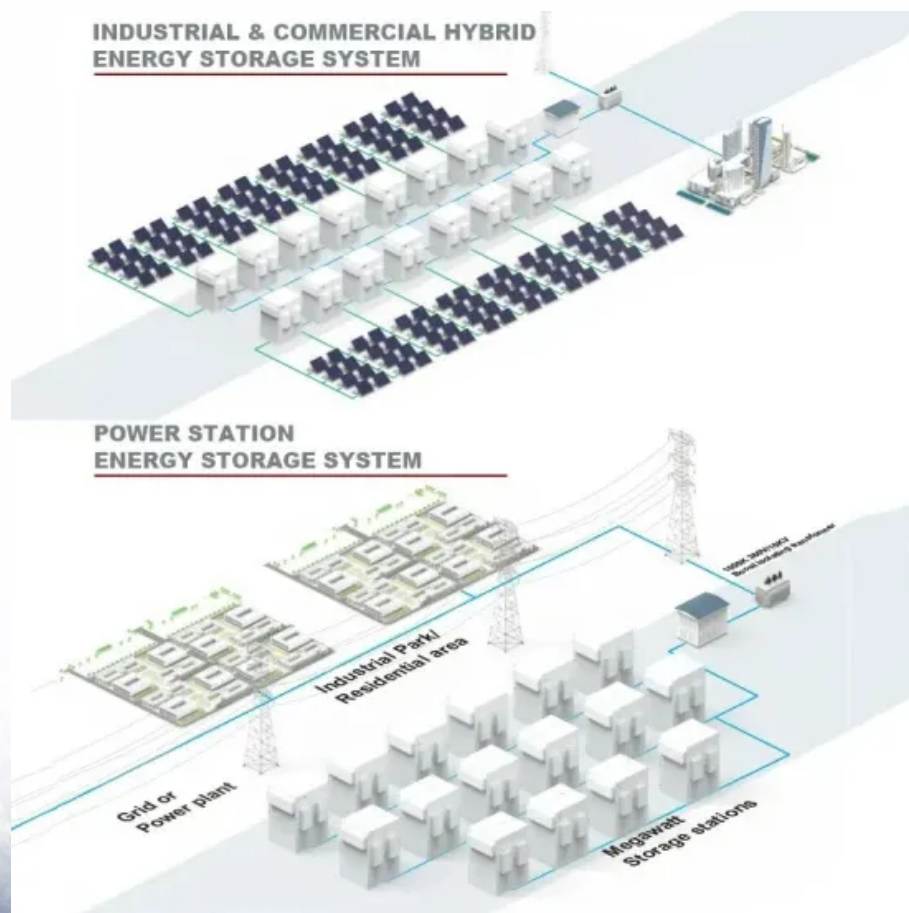 INDUSTRIAL & COMMERCIAL HYBRID
ENERGY STORAGE SYSTEM
POWER STATION
ENERGY STORAGE SYSTEM
Industrial Park/
Residential area
Grid or
Power plant
Megawatt
Storage stations